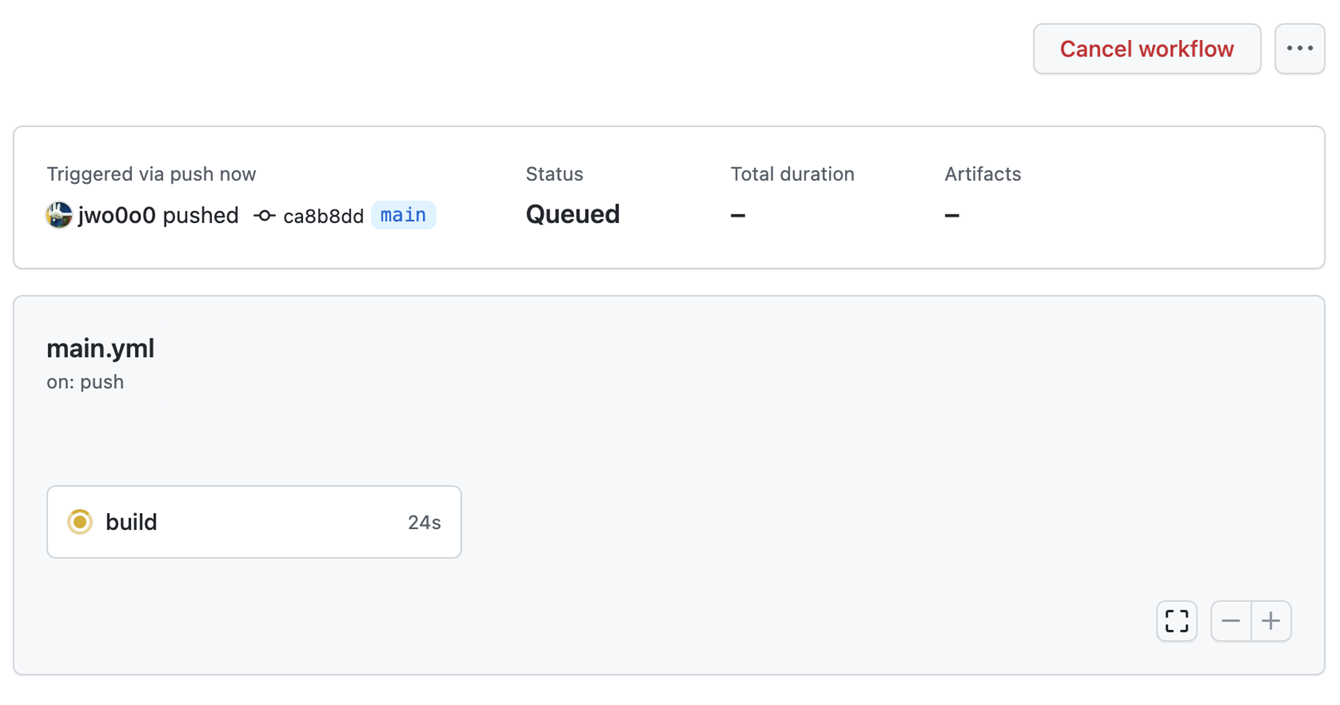 Cancel workflow
Triggered via push now
jwo0o0 pushed ca8b8dd main
Status
Queued
Total duration
–
Artifacts
–
main.yml
on: push
build 24s